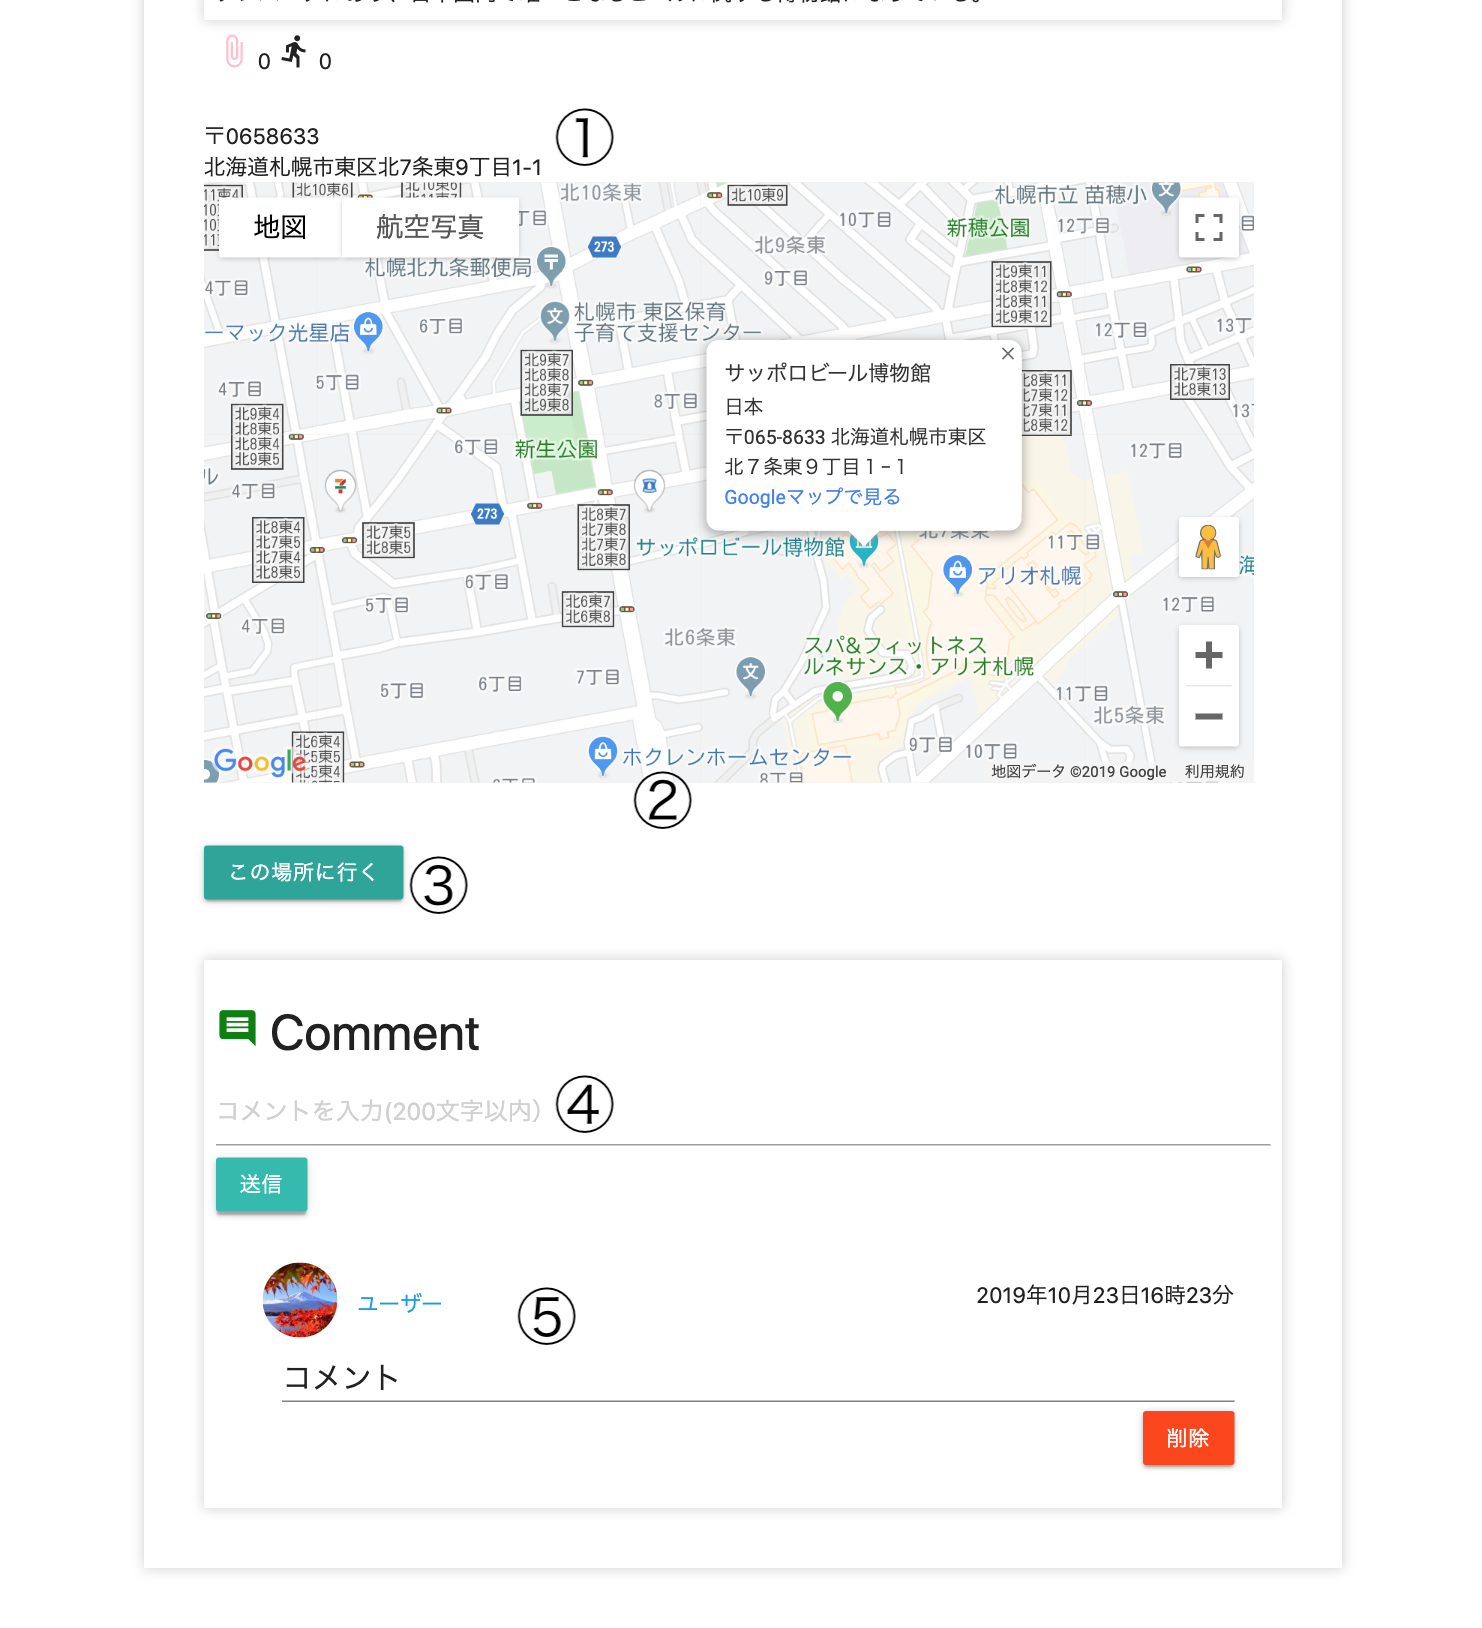 0 0
〒0658633
①
北海道札幌市東区北7条東9丁目1-1
北10東6
北10条東
北10東9
札幌市立 苗穂小
地図
航空写真
丁目
273
10丁目
新穂公園
12丁目
北9条東
札幌北九条郵便局
9丁目
北9東11
北8東12
北8東11
北9東12
4丁目
札幌市 東区保育
子育て支援センター
ーマック光星店
6丁目
12丁目
13丁
サッポロビール博物館
日本
〒065-8633 北海道札幌市東区
北７条東９丁目１−１
Googleマップで見る
北9東7
北8東8
北8東7
北9東8
5丁目
4丁目
8丁目
北8東11
北7東12
北7東11
北8東12
北7東13
北8東13
13丁
北9東4
北8東5
北8東4
北9東5
6丁目
新生公園
12丁目
ル
4丁目
273
北8東4
北7東5
北7東4
北8東5
北7東5
北8東5
北8東7
北7東8
北7東7
北8東8
サッポロビール博物館
北7条東
11丁目
アリオ札幌
海
6丁目
5丁目
北6東7
北6東8
12丁目
4丁目
北6条東
スパ&フィットネス
ルネサンス・アリオ札幌
7丁目
6丁目
5丁目
11丁目
北5条東
北6東4
北5東5
北5東4
9丁目
10丁目
ホクレンホームセンター
8丁目
Google
地図データ ©2019 Google 利用規約
②
この場所に行く
③
Comment
コメントを入力(200文字以内)
④
送信
ユーザー
⑤
2019年10月23日16時23分
コメント
削除